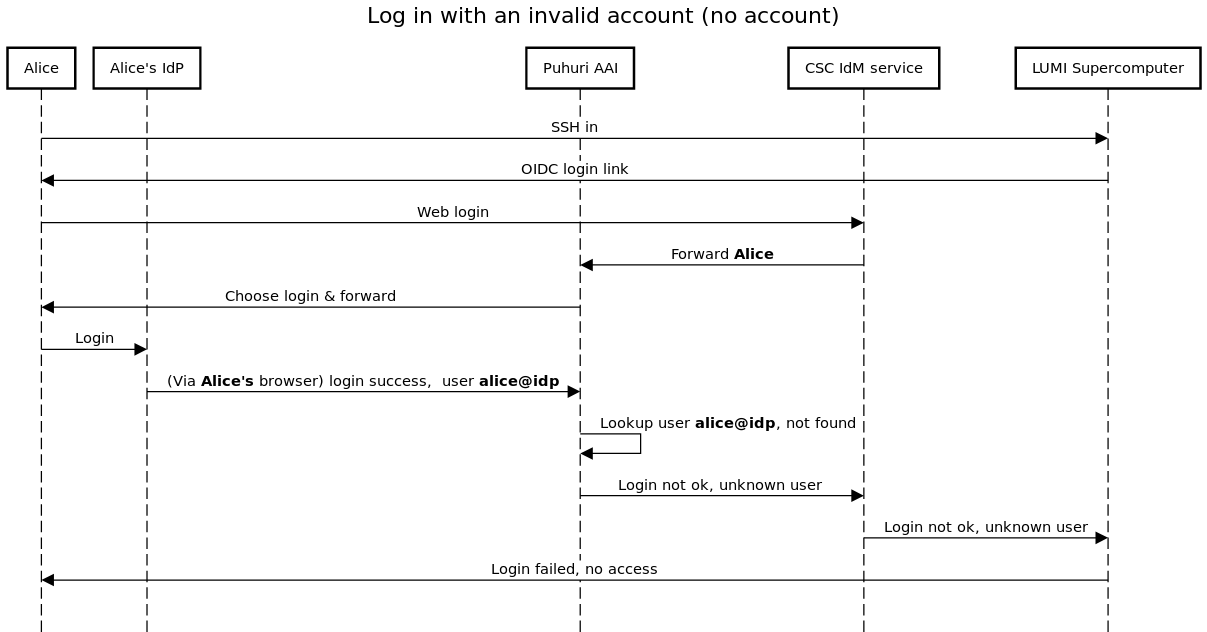 Log in with an invalid account (no account)
Alice
Alice's IdP
Puhuri AAI
CSC IdM service
LUMI Supercomputer
SSH in
OIDC login link
Web login
Forward Alice
Choose login & forward
Login
(Via Alice's browser) login success,  user alice@idp
Lookup user alice@idp, not found
Login not ok, unknown user
Login not ok, unknown user
Login failed, no access